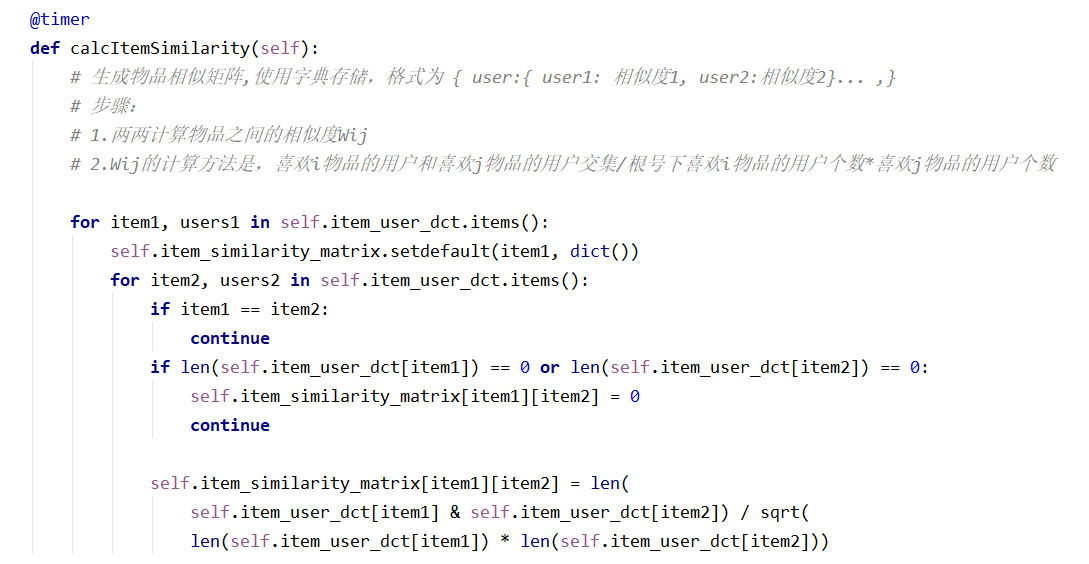 @timer
def calcItemSimilarity(self):
    # 生成物品相似矩阵,使用字典存储，格式为 { user:{ user1: 相似度1, user2:相似度2}... ,}
    # 步骤：
    # 1.两两计算物品之间的相似度Wij
    # 2.Wij的计算方法是，喜欢i物品的用户和喜欢j物品的用户交集/根号下喜欢i物品的用户个数*喜欢j物品的用户个数
    for item1, users1 in self.item_user_dct.items():
        self.item_similarity_matrix.setdefault(item1, dict())
        for item2, users2 in self.item_user_dct.items():
            if item1 == item2:
                continue
            if len(self.item_user_dct[item1]) == 0 or len(self.item_user_dct[item2]) == 0:
                self.item_similarity_matrix[item1][item2] = 0
                continue
            self.item_similarity_matrix[item1][item2] = len(
                self.item_user_dct[item1] & self.item_user_dct[item2]) / sqrt(
                len(self.item_user_dct[item1]) * len(self.item_user_dct[item2]))